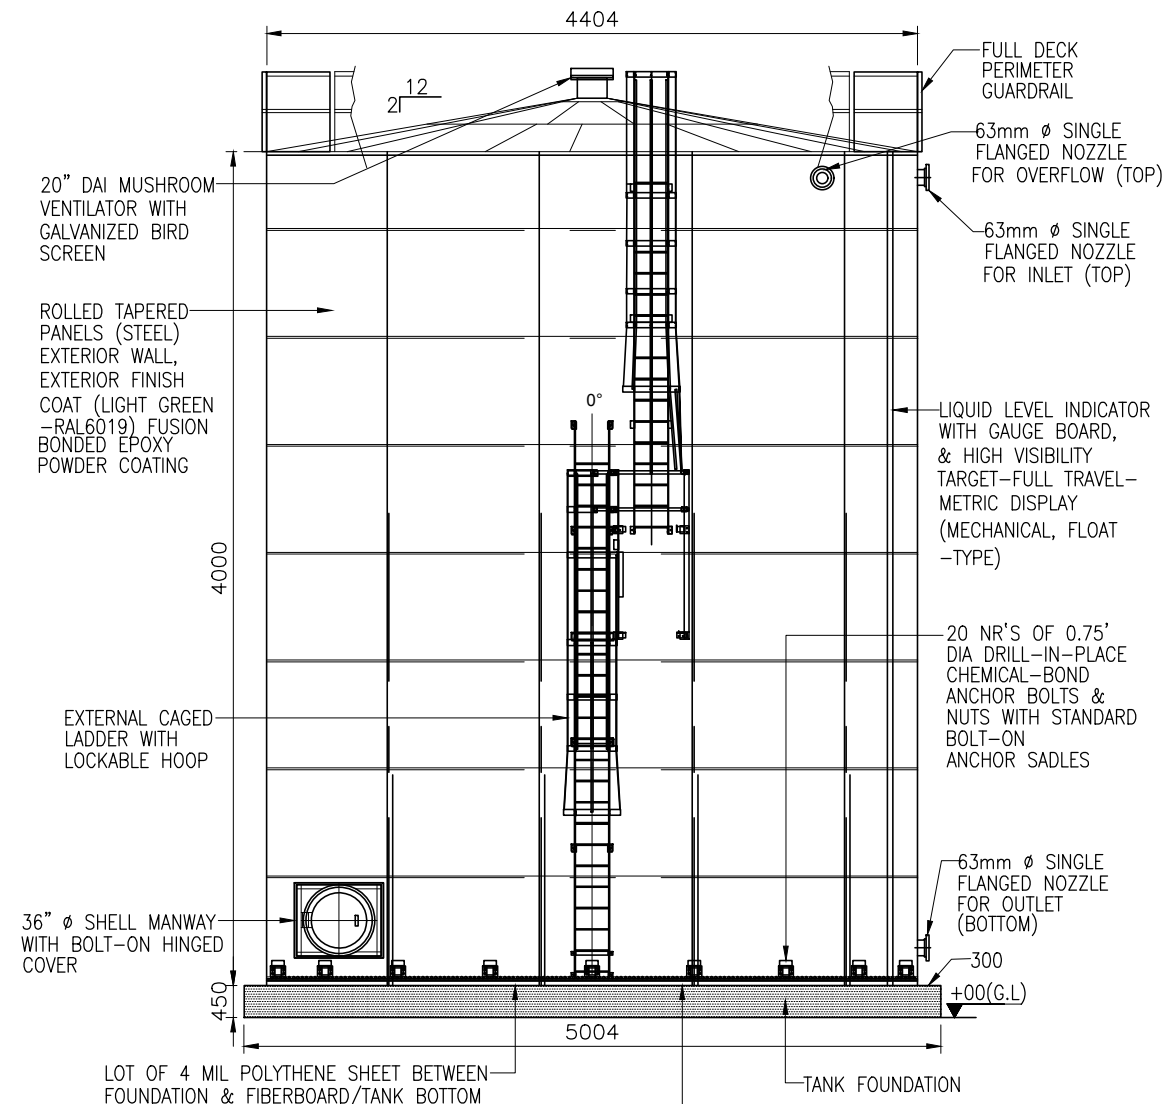 4404
FULL DECK
PERIMETER
GUARDRAIL
12
2
63mm ø SINGLE
FLANGED NOZZLE
FOR OVERFLOW (TOP)
20" DAI MUSHROOM
VENTILATOR WITH
GALVANIZED BIRD
SCREEN
63mm ø SINGLE
FLANGED NOZZLE
FOR INLET (TOP)
ROLLED TAPERED
PANELS (STEEL)
EXTERIOR WALL,
EXTERIOR FINISH
COAT (LIGHT GREEN
-RAL6019) FUSION
BONDED EPOXY
POWDER COATING
0°
LIQUID LEVEL INDICATOR
WITH GAUGE BOARD,
& HIGH VISIBILITY
TARGET-FULL TRAVEL-
METRIC DISPLAY
(MECHANICAL, FLOAT
-TYPE)
4000
20 NR'S OF 0.75'
DIA DRILL-IN-PLACE
CHEMICAL-BOND
ANCHOR BOLTS &
NUTS WITH STANDARD
BOLT-ON
ANCHOR SADLES
EXTERNAL CAGED
LADDER WITH
LOCKABLE HOOP
63mm ø SINGLE
FLANGED NOZZLE
FOR OUTLET
(BOTTOM)
36" ø SHELL MANWAY
WITH BOLT-ON HINGED
COVER
300
+00(G.L)
450
5004
LOT OF 4 MIL POLYTHENE SHEET BETWEEN
FOUNDATION & FIBERBOARD/TANK BOTTOM
TANK FOUNDATION